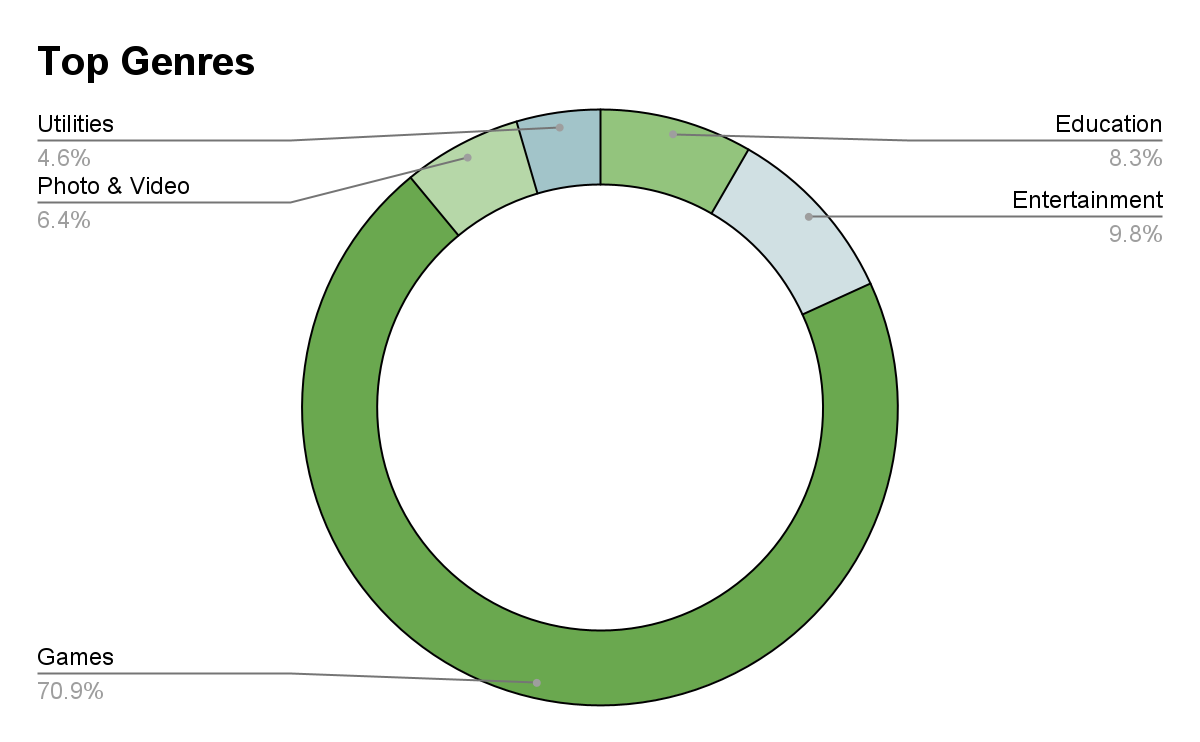 Top Genres
Utilities
4.6%
Photo & Video
6.4%
Education
8.3%
Entertainment
9.8%
Games
70.9%